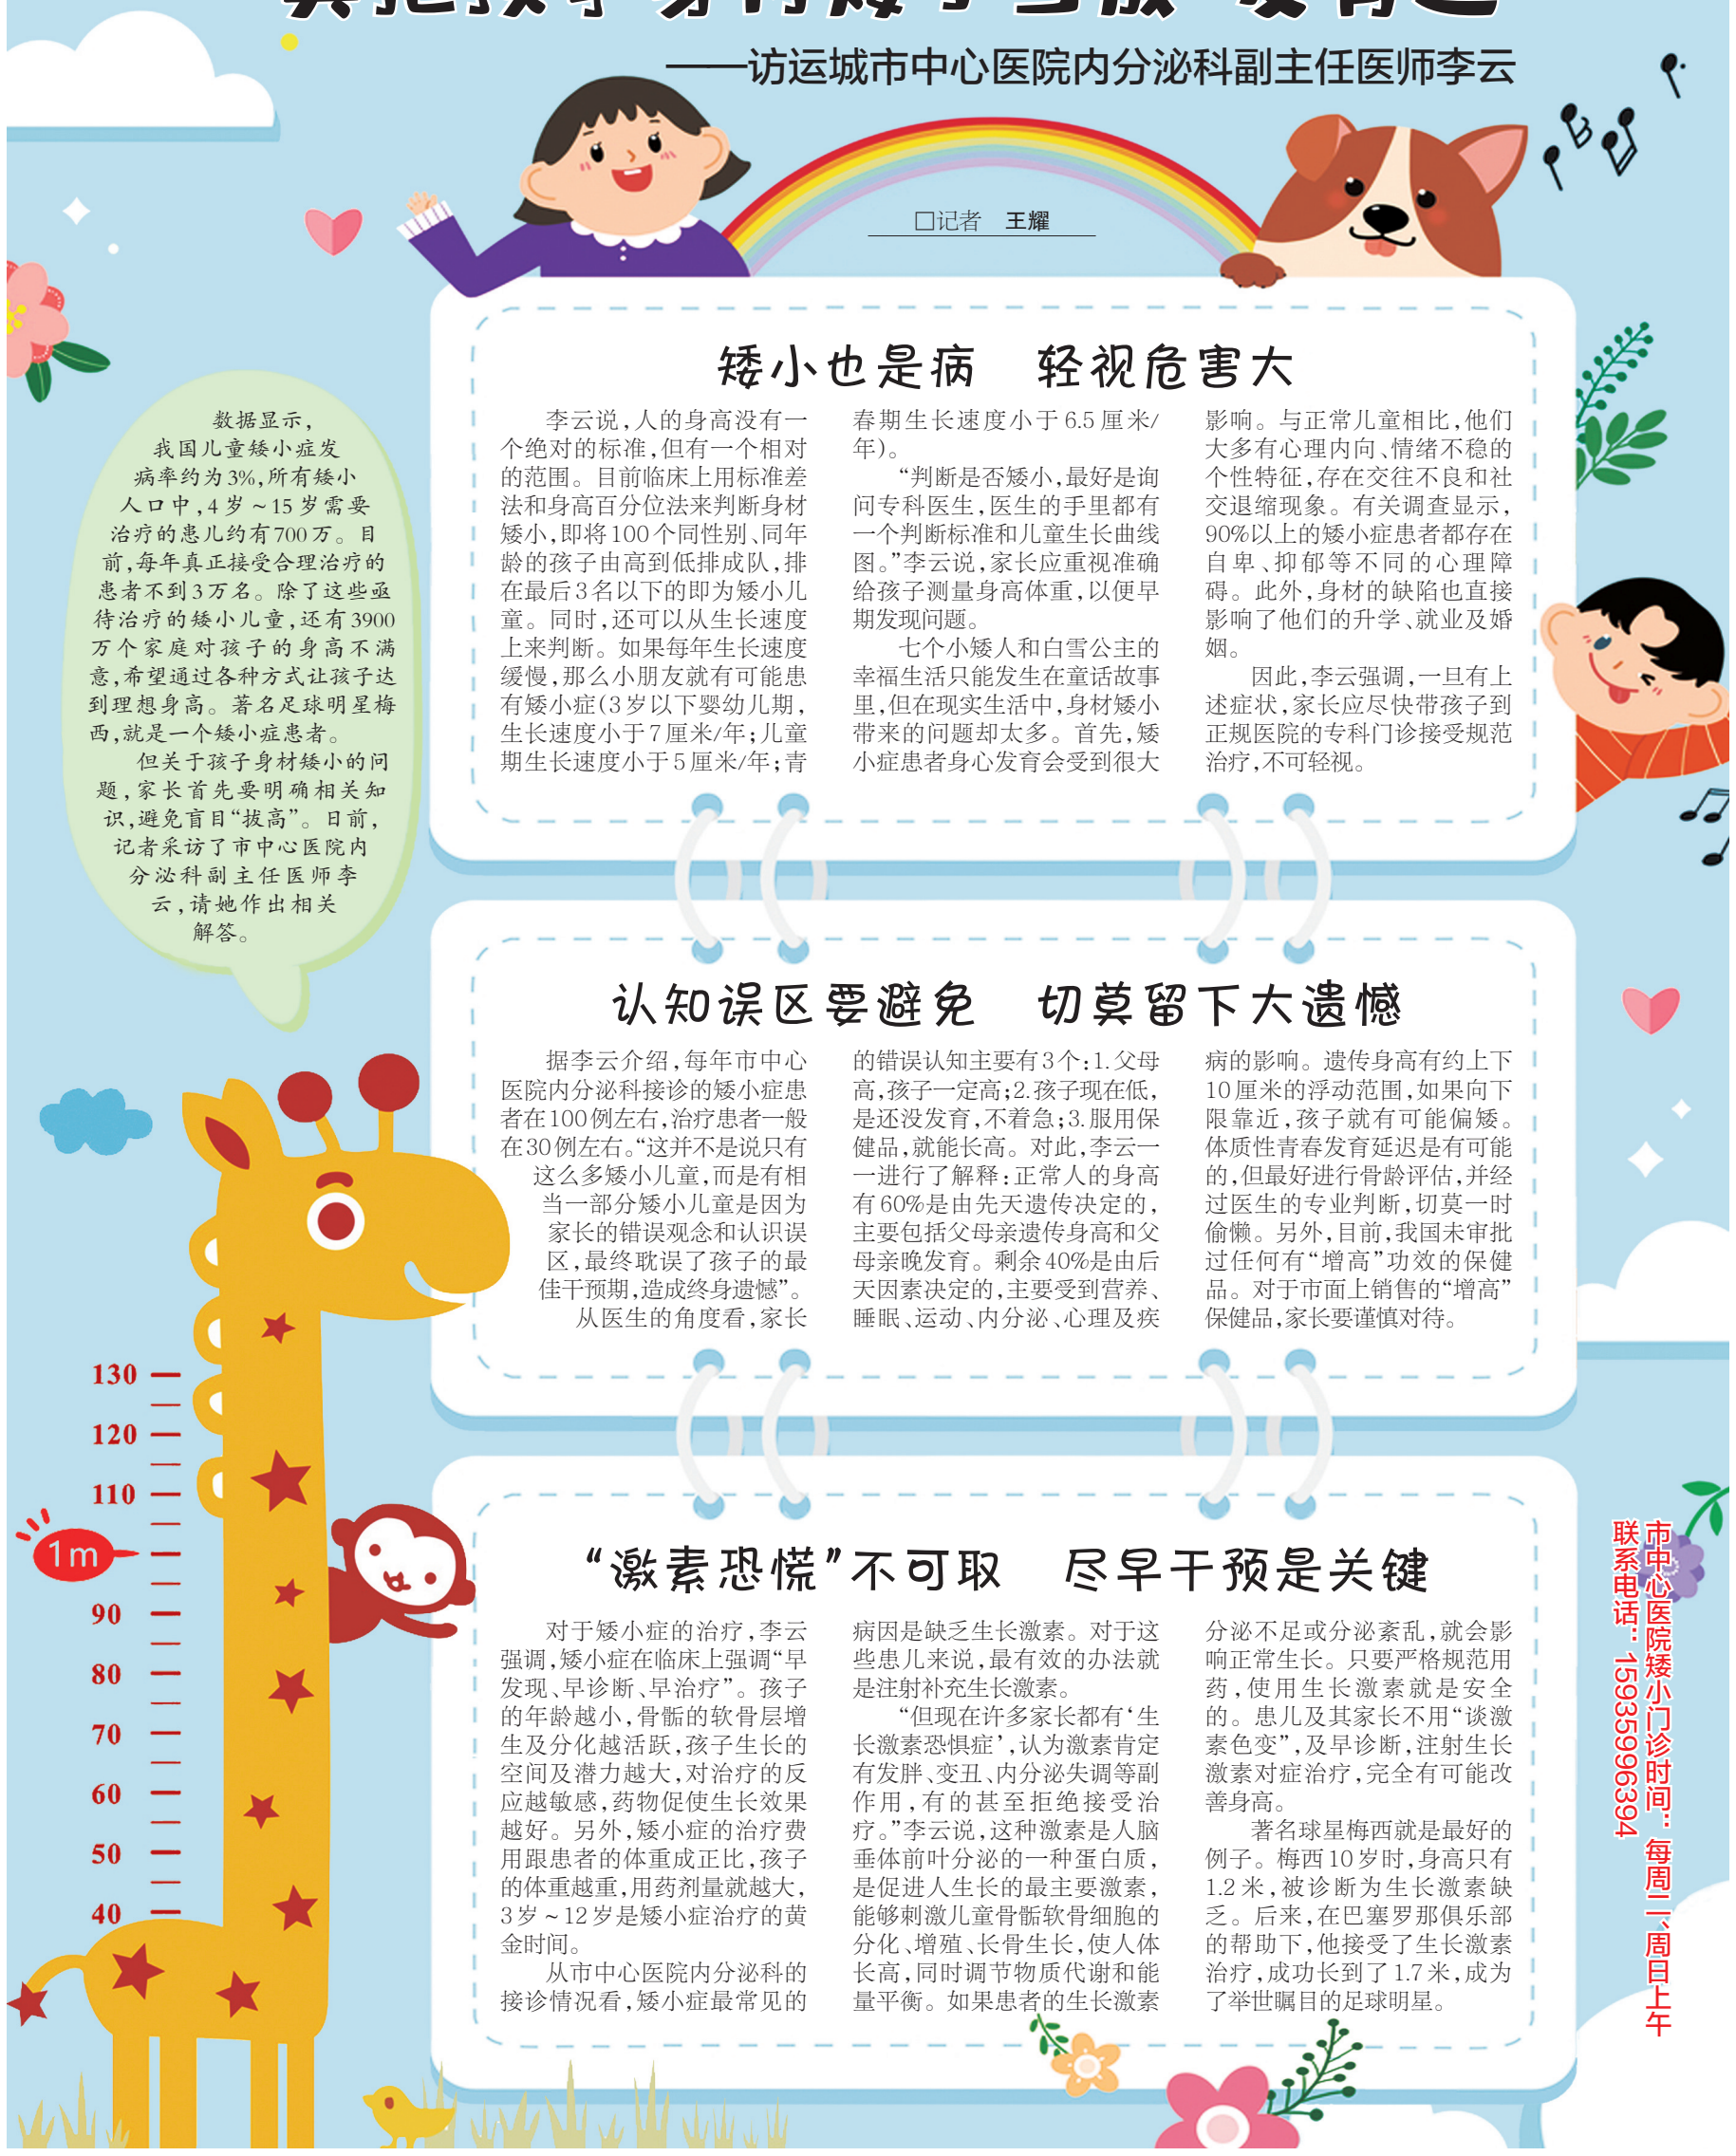 ——访运城市中心医院内分泌科副主任医师李云
□记者 王耀
数据显示,
我国儿童矮小症发
病率约为3%,所有矮小
人口中,4岁~15岁需要
治疗的患儿约有700万。目
前,每年真正接受合理治疗的
患者不到3万名。除了这些亟
待治疗的矮小儿童,还有3900
万个家庭对孩子的身高不满
意,希望通过各种方式让孩子达
到理想身高。著名足球明星梅
西,就是一个矮小症患者。
但关于孩子身材矮小的问
题,家长首先要明确相关知
识,避免盲目“拔高”。日前,
记者采访了市中心医院内
分泌科副主任医师李
云,请她作出相关
解答。
矮小也是病 轻视危害大
李云说,人的身高没有一
个绝对的标准,但有一个相对
的范围。目前临床上用标准差
法和身高百分位法来判断身材
矮小,即将100个同性别、同年
龄的孩子由高到低排成队,排
在最后3名以下的即为矮小儿
童。同时,还可以从生长速度
上来判断。如果每年生长速度
缓慢,那么小朋友就有可能患
有矮小症(3岁以下婴幼儿期,
生长速度小于7厘米/年;儿童
期生长速度小于5厘米/年;青
春期生长速度小于6.5厘米/
年)。
“判断是否矮小,最好是询
问专科医生,医生的手里都有
一个判断标准和儿童生长曲线
图。”李云说,家长应重视准确
给孩子测量身高体重,以便早
期发现问题。
七个小矮人和白雪公主的
幸福生活只能发生在童话故事
里,但在现实生活中,身材矮小
带来的问题却太多。首先,矮
小症患者身心发育会受到很大
影响。与正常儿童相比,他们
大多有心理内向、情绪不稳的
个性特征,存在交往不良和社
交退缩现象。有关调查显示,
90%以上的矮小症患者都存在
自卑、抑郁等不同的心理障
碍。此外,身材的缺陷也直接
影响了他们的升学、就业及婚
姻。
因此,李云强调,一旦有上
述症状,家长应尽快带孩子到
正规医院的专科门诊接受规范
治疗,不可轻视。
认知误区要避免 切莫留下大遗憾
据李云介绍,每年市中心
医院内分泌科接诊的矮小症患
者在100例左右,治疗患者一般
在30例左右。“这并不是说只有
这么多矮小儿童,而是有相
当一部分矮小儿童是因为
家长的错误观念和认识误
区,最终耽误了孩子的最
佳干预期,造成终身遗憾”。
从医生的角度看,家长
的错误认知主要有3个:1.父母
高,孩子一定高;2.孩子现在低,
是还没发育,不着急;3.服用保
健品,就能长高。对此,李云一
一进行了解释:正常人的身高
有60%是由先天遗传决定的,
主要包括父母亲遗传身高和父
母亲晚发育。剩余40%是由后
天因素决定的,主要受到营养、
睡眠、运动、内分泌、心理及疾
病的影响。遗传身高有约上下
10厘米的浮动范围,如果向下
限靠近,孩子就有可能偏矮。
体质性青春发育延迟是有可能
的,但最好进行骨龄评估,并经
过医生的专业判断,切莫一时
偷懒。另外,目前,我国未审批
过任何有“增高”功效的保健
品。对于市面上销售的“增高”
保健品,家长要谨慎对待。
“激素恐慌”不可取 尽早干预是关键
对于矮小症的治疗,李云
强调,矮小症在临床上强调“早
发现、早诊断、早治疗”。孩子
的年龄越小,骨骺的软骨层增
生及分化越活跃,孩子生长的
空间及潜力越大,对治疗的反
应越敏感,药物促使生长效果
越好。另外,矮小症的治疗费
用跟患者的体重成正比,孩子
的体重越重,用药剂量就越大,
3岁~12岁是矮小症治疗的黄
金时间。
从市中心医院内分泌科的
接诊情况看,矮小症最常见的
病因是缺乏生长激素。对于这
些患儿来说,最有效的办法就
是注射补充生长激素。
“但现在许多家长都有‘生
长激素恐惧症’,认为激素肯定
有发胖、变丑、内分泌失调等副
作用,有的甚至拒绝接受治
疗。”李云说,这种激素是人脑
垂体前叶分泌的一种蛋白质,
是促进人生长的最主要激素,
能够刺激儿童骨骺软骨细胞的
分化、增殖、长骨生长,使人体
长高,同时调节物质代谢和能
量平衡。如果患者的生长激素
分泌不足或分泌紊乱,就会影
响正常生长。只要严格规范用
药,使用生长激素就是安全
的。患儿及其家长不用“谈激
素色变”,及早诊断,注射生长
激素对症治疗,完全有可能改
善身高。
著名球星梅西就是最好的
例子。梅西10岁时,身高只有
1.2米,被诊断为生长激素缺
乏。后来,在巴塞罗那俱乐部
的帮助下,他接受了生长激素
治疗,成功长到了1.7米,成为
了举世瞩目的足球明星。
130
120
110
1m
90
80
70
60
50
40
市中心医院矮小门诊时间:每周二、周日上午
联系电话:15935996394